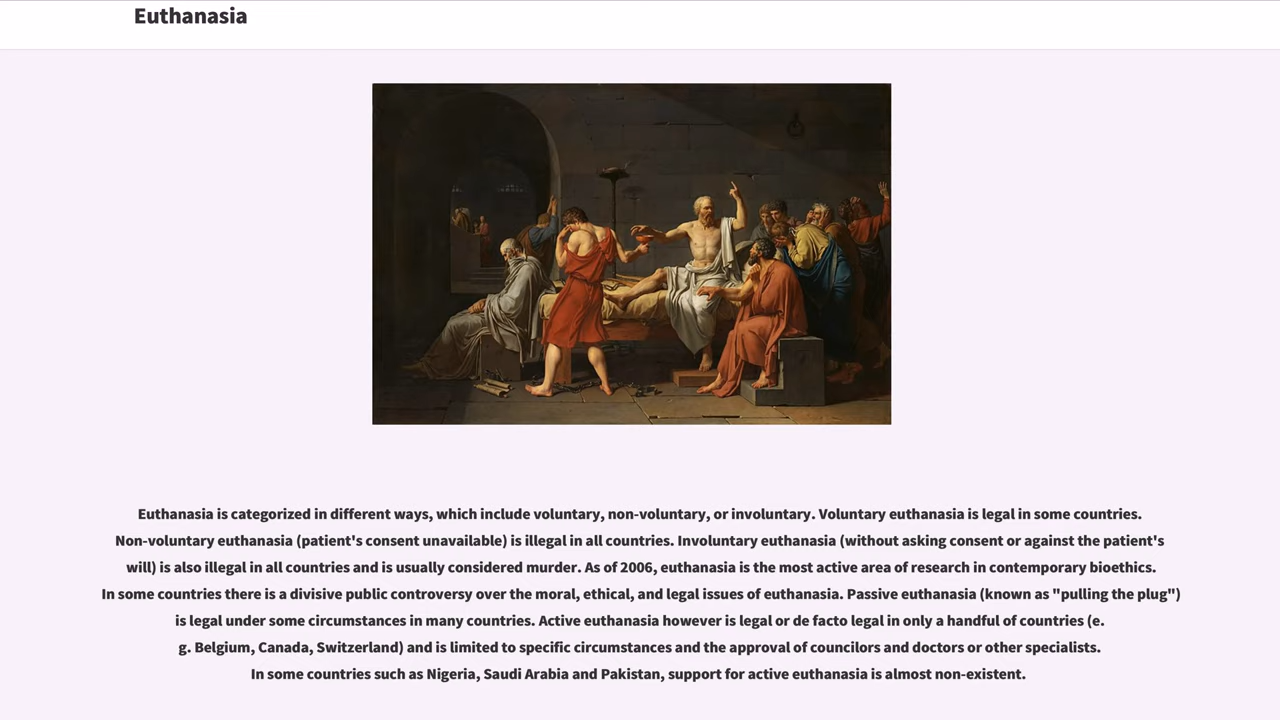 Euthanasia
Euthanasia is categorized in different ways, which include voluntary, non-voluntary, or involuntary. Voluntary euthanasia is legal in some countries.
Non-voluntary euthanasia (patient's consent unavailable) is illegal in all countries. Involuntary euthanasia (without asking consent or against the patient's
will) is also illegal in all countries and is usually considered murder. As of 2006, euthanasia is the most active area of research in contemporary bioethics.
In some countries there is a divisive public controversy over the moral, ethical, and legal issues of euthanasia. Passive euthanasia (known as "pulling the plug")
is legal under some circumstances in many countries. Active euthanasia however is legal or de facto legal in only a handful of countries (e.
g. Belgium, Canada, Switzerland) and is limited to specific circumstances and the approval of councilors and doctors or other specialists.
In some countries such as Nigeria, Saudi Arabia and Pakistan, support for active euthanasia is almost non-existent.